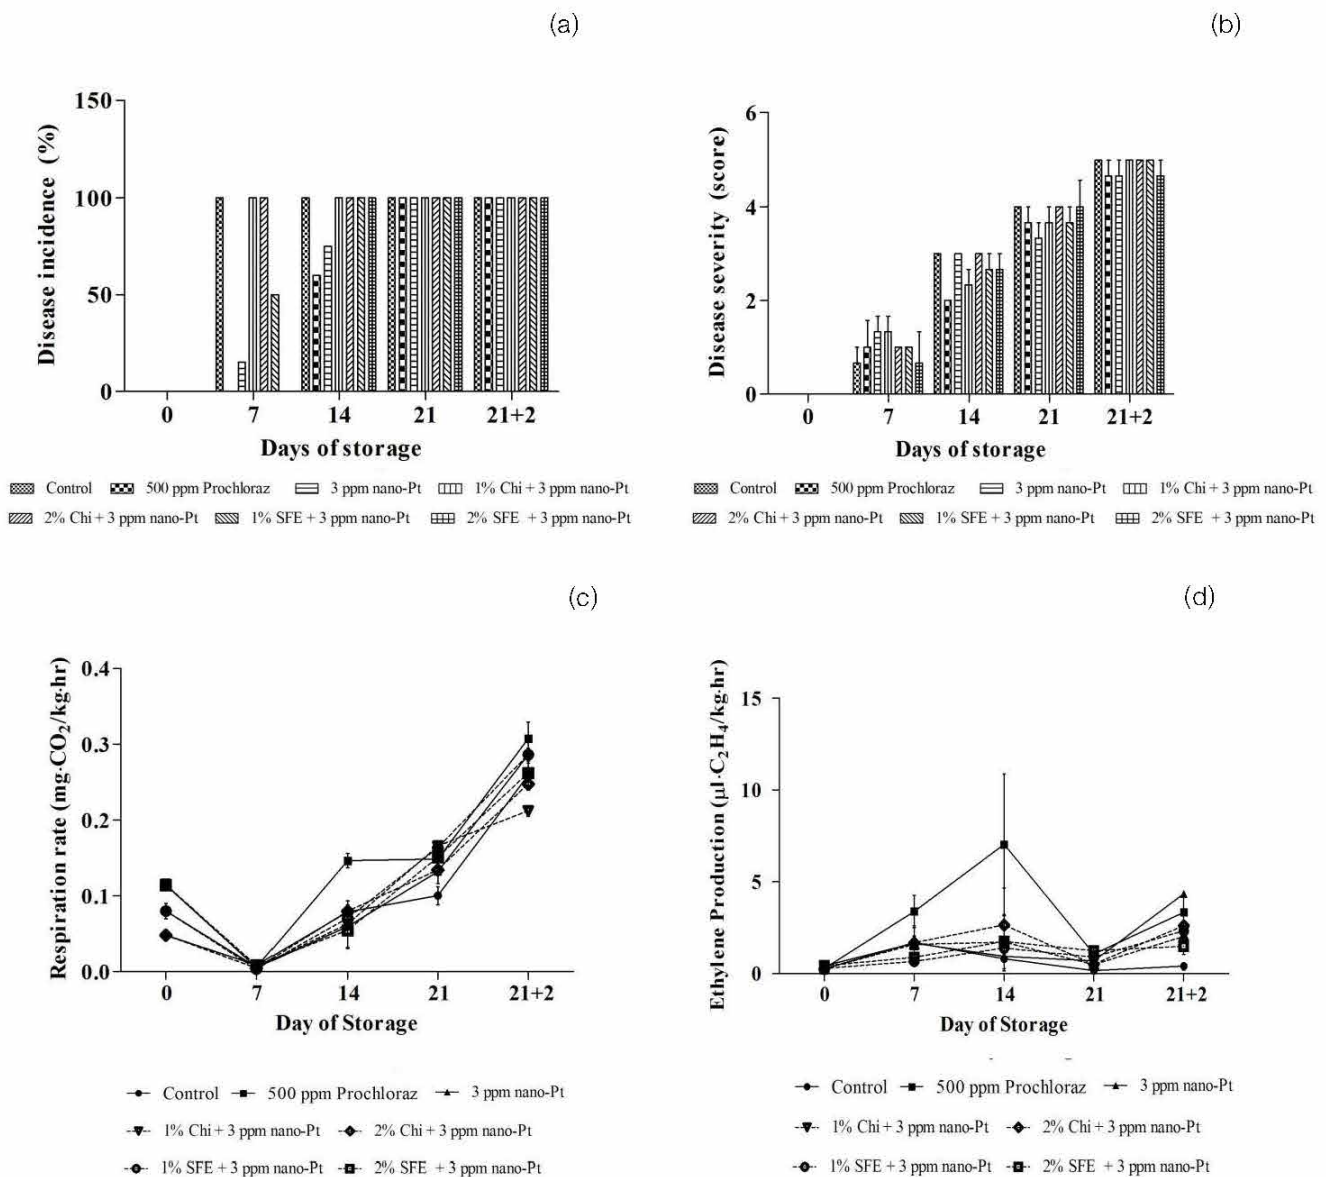 (a)
Disease incidence (%)
150
100
50
0
0 7 14 21 21+2
Days of storage
Control 500 ppm Prochloraz 3 ppm nano-Pt 1% Chi + 3 ppm nano-Pt
2% Chi + 3 ppm nano-Pt 1% SFE + 3 ppm nano-Pt 2% SFE + 3 ppm nano-Pt
(b)
Disease severity (score)
6
4
2
0
0 7 14 21 21+2
Days of storage
Control 500 ppm Prochloraz 3 ppm nano-Pt 1% Chi + 3 ppm nano-Pt
2% Chi + 3 ppm nano-Pt 1% SFE + 3 ppm nano-Pt 2% SFE + 3 ppm nano-Pt
(c)
Respiration rate (mg·CO₂/kg·hr)
0.4
0.3
0.2
0.1
0.0
0 7 14 21 21+2
Day of Storage
Control 500 ppm Prochloraz 3 ppm nano-Pt
1% Chi + 3 ppm nano-Pt 2% Chi + 3 ppm nano-Pt
1% SFE + 3 ppm nano-Pt 2% SFE + 3 ppm nano-Pt
(d)
Ethylene Production (µl·C₂H₄/kg·hr)
15
10
5
0
0 7 14 21 21+2
Day of Storage
Control 500 ppm Prochloraz 3 ppm nano-Pt
1% Chi + 3 ppm nano-Pt 2% Chi + 3 ppm nano-Pt
1% SFE + 3 ppm nano-Pt 2% SFE + 3 ppm nano-Pt